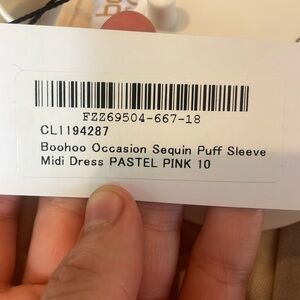 FZZ69504-667-18
CL1194287
Boohoo Occasion Sequin Puff Sleeve
Midi Dress PASTEL PINK 10